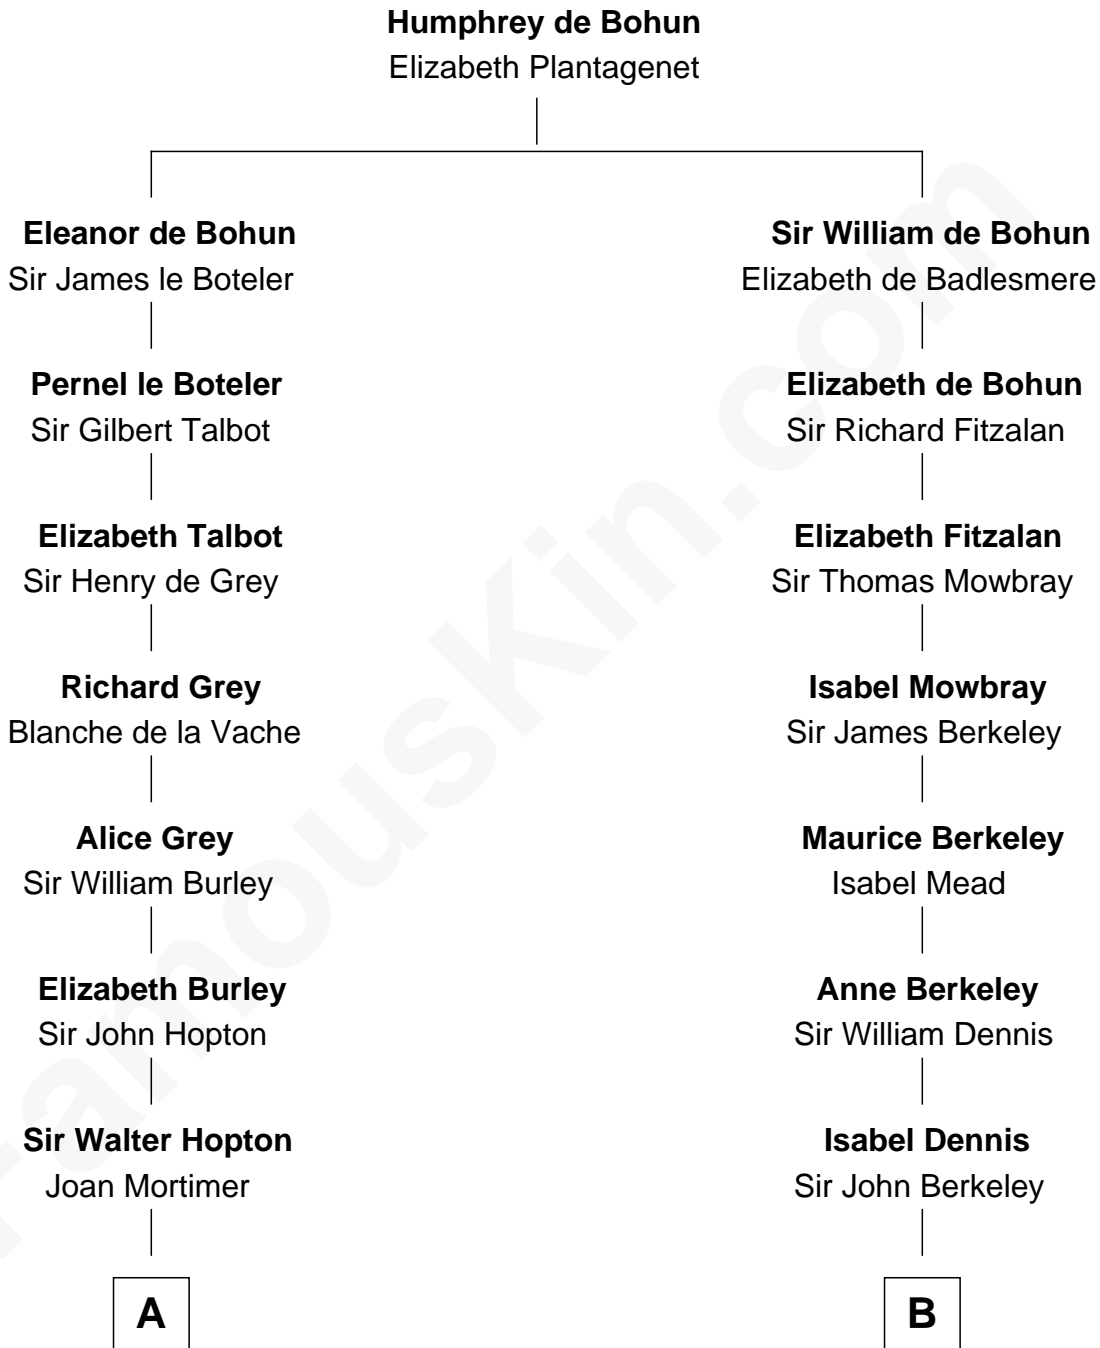 Humphrey de Bohun
Elizabeth Plantagenet
Eleanor de Bohun
Sir James le Boteler
Sir William de Bohun
Elizabeth de Badlesmere
Pernel le Boteler
Sir Gilbert Talbot
Elizabeth de Bohun
Sir Richard Fitzalan
Elizabeth Talbot
Sir Henry de Grey
Elizabeth Fitzalan
Sir Thomas Mowbray
Richard Grey
Blanche de la Vache
Isabel Mowbray
Sir James Berkeley
Alice Grey
Sir William Burley
Maurice Berkeley
Isabel Mead
Elizabeth Burley
Sir John Hopton
Anne Berkeley
Sir William Dennis
Sir Walter Hopton
Joan Mortimer
Isabel Dennis
Sir John Berkeley
A
B
FamousKin.com